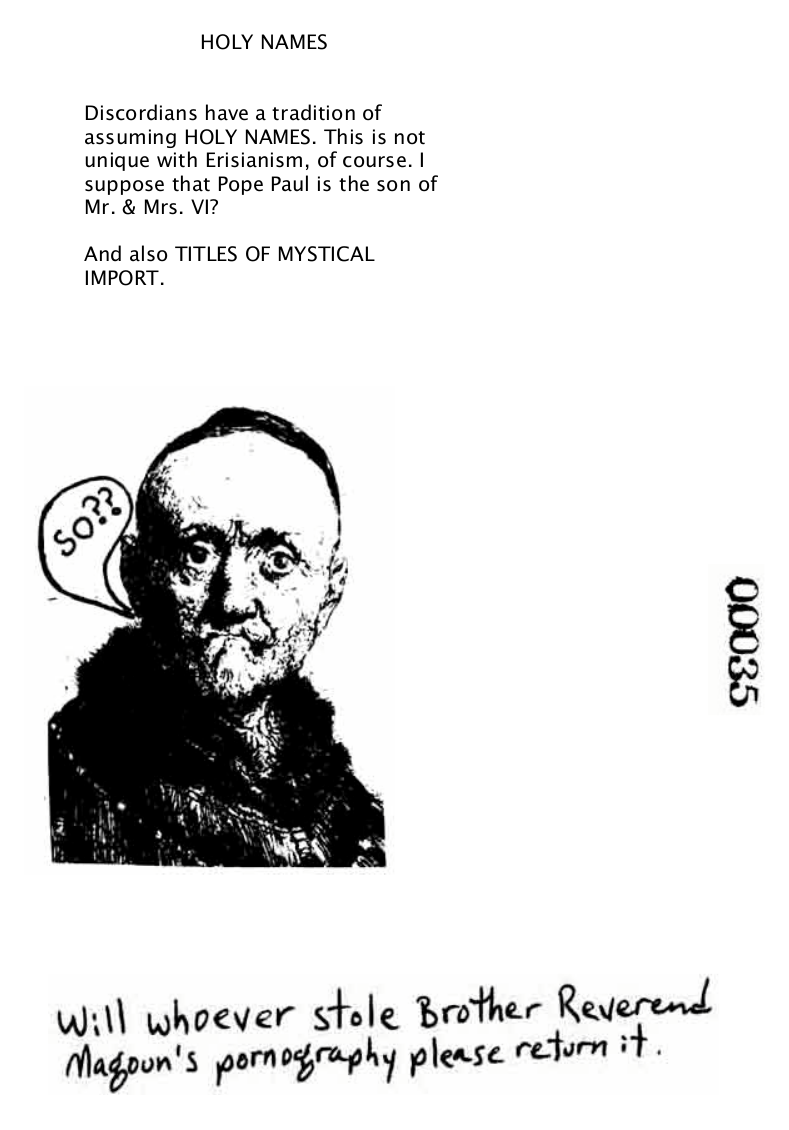 HOLY NAMES
Discordians have a tradition of
assuming HOLY NAMES. This is not
unique with Erisianism, of course. I
suppose that Pope Paul is the son of
Mr. & Mrs. VI?
And also TITLES OF MYSTICAL
IMPORT.
SO??
00035
Will whoever stole Brother Reverend
Magoun's pornography please return it.